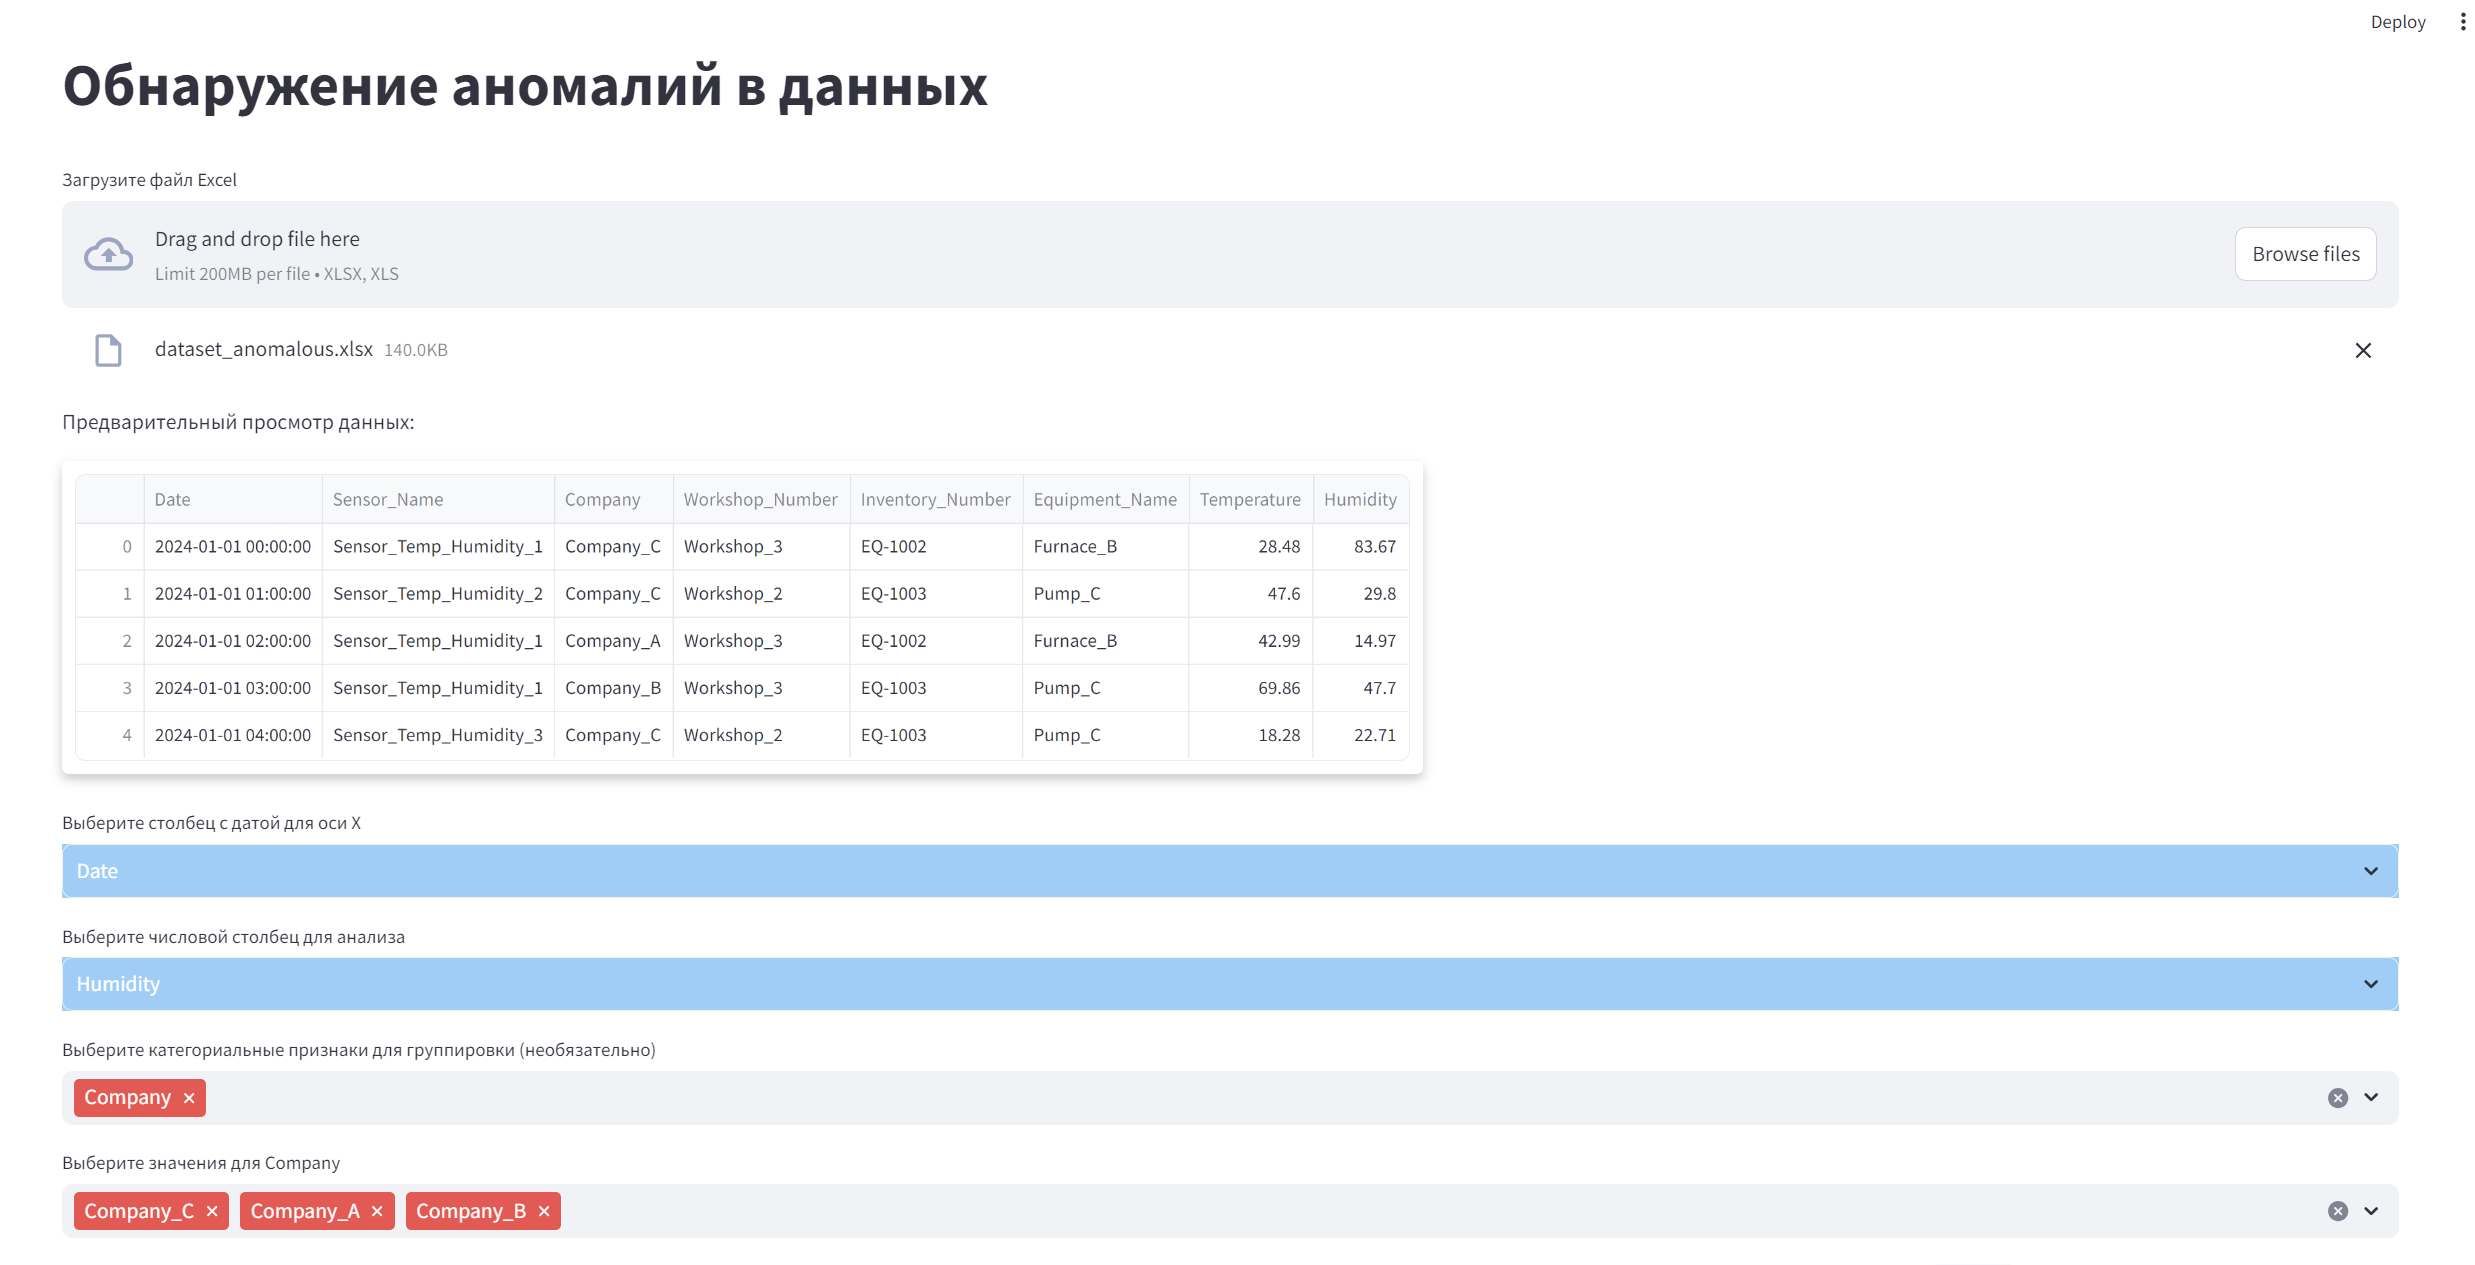 Deploy
Обнаружение аномалий в данных
Загрузите файл Excel
Drag and drop file here
Limit 200MB per file • XLSX, XLS
Browse files
dataset_anomalous.xlsx 140.0KB
Предварительный просмотр данных:
Date Sensor_Name Company Workshop_Number Inventory_Number Equipment_Name Temperature Humidity
0 2024-01-01 00:00:00 Sensor_Temp_Humidity_1 Company_C Workshop_3 EQ-1002 Furnace_B 28.48 83.67
1 2024-01-01 01:00:00 Sensor_Temp_Humidity_2 Company_C Workshop_2 EQ-1003 Pump_C 47.6 29.8
2 2024-01-01 02:00:00 Sensor_Temp_Humidity_1 Company_A Workshop_3 EQ-1002 Furnace_B 42.99 14.97
3 2024-01-01 03:00:00 Sensor_Temp_Humidity_1 Company_B Workshop_3 EQ-1003 Pump_C 69.86 47.7
4 2024-01-01 04:00:00 Sensor_Temp_Humidity_3 Company_C Workshop_2 EQ-1003 Pump_C 18.28 22.71
Выберите столбец с датой для оси X
Date
Выберите числовой столбец для анализа
Humidity
Выберите категориальные признаки для группировки (необязательно)
Company
Выберите значения для Company
Company_C Company_A Company_B